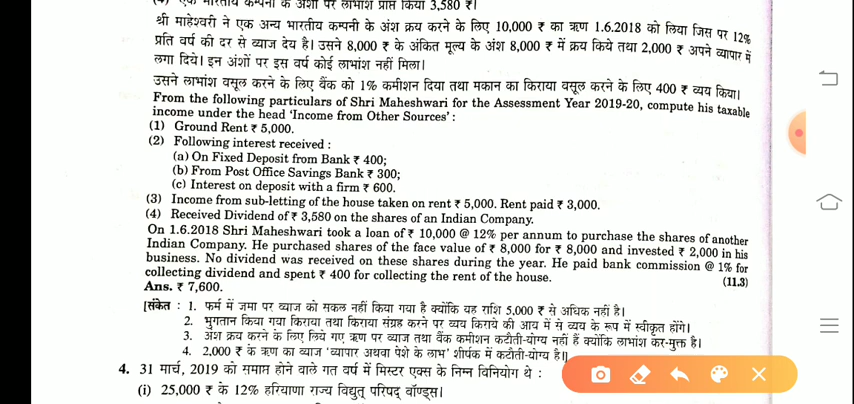 (4) एक भारतीय कम्पनी के अंशों पर लाभांश प्राप्त किया 3,580 ₹।
श्री माहेश्वरी ने एक अन्य भारतीय कम्पनी के अंश क्रय करने के लिए 10,000 ₹ का ऋण 1.6.2018 को लिया जिस पर 12%
प्रति वर्ष की दर से ब्याज देय है। उसने 8,000 ₹ के अंकित मूल्य के अंश 8,000 ₹ में क्रय किये तथा 2,000 ₹ अपने व्यापार में
लगा दिये। इन अंशों पर इस वर्ष कोई लाभांश नहीं मिला।
उसने लाभांश वसूल करने के लिए बैंक को 1% कमीशन दिया तथा मकान का किराया वसूल करने के लिए 400 ₹ व्यय किया।
From the following particulars of Shri Maheshwari for the Assessment Year 2019-20, compute his taxable
income under the head 'Income from Other Sources' :
(1) Ground Rent ₹ 5,000.
(2) Following interest received :
(a) On Fixed Deposit from Bank ₹ 400;
(b) From Post Office Savings Bank ₹ 300;
(c) Interest on deposit with a firm ₹ 600.
(3) Income from sub-letting of the house taken on rent ₹ 5,000. Rent paid ₹ 3,000.
(4) Received Dividend of ₹ 3,580 on the shares of an Indian Company.
On 1.6.2018 Shri Maheshwari took a loan of ₹ 10,000 @ 12% per annum to purchase the shares of another
Indian Company. He purchased shares of the face value of ₹ 8,000 for ₹ 8,000 and invested ₹ 2,000 in his
business. No dividend was received on these shares during the year. He paid bank commission @ 1% for
collecting dividend and spent ₹ 400 for collecting the rent of the house. (11.3)
Ans. ₹ 7,600.
[संकेत : 1. फर्म में जमा पर ब्याज को सकल नहीं किया गया है क्योंकि यह राशि 5,000 ₹ से अधिक नहीं है।
2. भुगतान किया गया किराया तथा किराया संग्रह करने पर व्यय किराये की आय में से व्यय के रूप में स्वीकृत होंगे।
3. अंश क्रय करने के लिए लिये गए ऋण पर ब्याज तथा बैंक कमीशन कटौती-योग्य नहीं हैं क्योंकि लाभांश कर-मुक्त है।
4. 2,000 ₹ के ऋण का ब्याज 'व्यापार अथवा पेशे के लाभ' शीर्षक में कटौती-योग्य है।]
4. 31 मार्च, 2019 को समाप्त होने वाले गत वर्ष में मिस्टर एक्स के निम्न विनियोग थे :
(i) 25,000 ₹ के 12% हरियाणा राज्य विद्युत् परिषद् बॉण्ड्स।